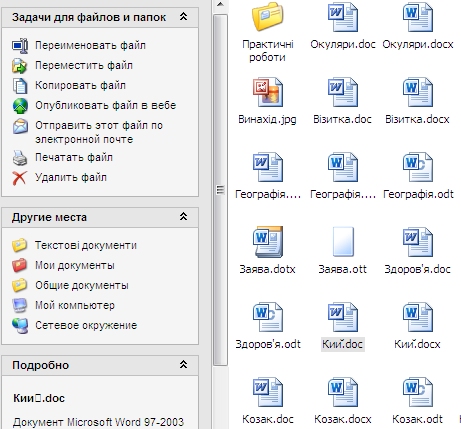 Задачи для файлов и папок
Переименовать файл
Переместить файл
Копировать файл
Опубликовать файл в вебе
Отправить этот файл по
электронной почте
Печатать файл
Удалить файл
Другие места
Текстові документи
Мои документы
Общие документы
Мой компьютер
Сетевое окружение
Подробно
Кий.doc
Документ Microsoft Word 97-2003
Практичні
роботи
Окуляри.doc
Окуляри.docx
Винахід.jpg
Візитка.doc
Візитка.docx
Географія....
Географія....
Географія.odt
Заява.dotx
Заява.ott
Здоров'я.doc
Здоров'я.odt
Кий.doc
Кий.docx
Козак.doc
Козак.docx
Козак.odt